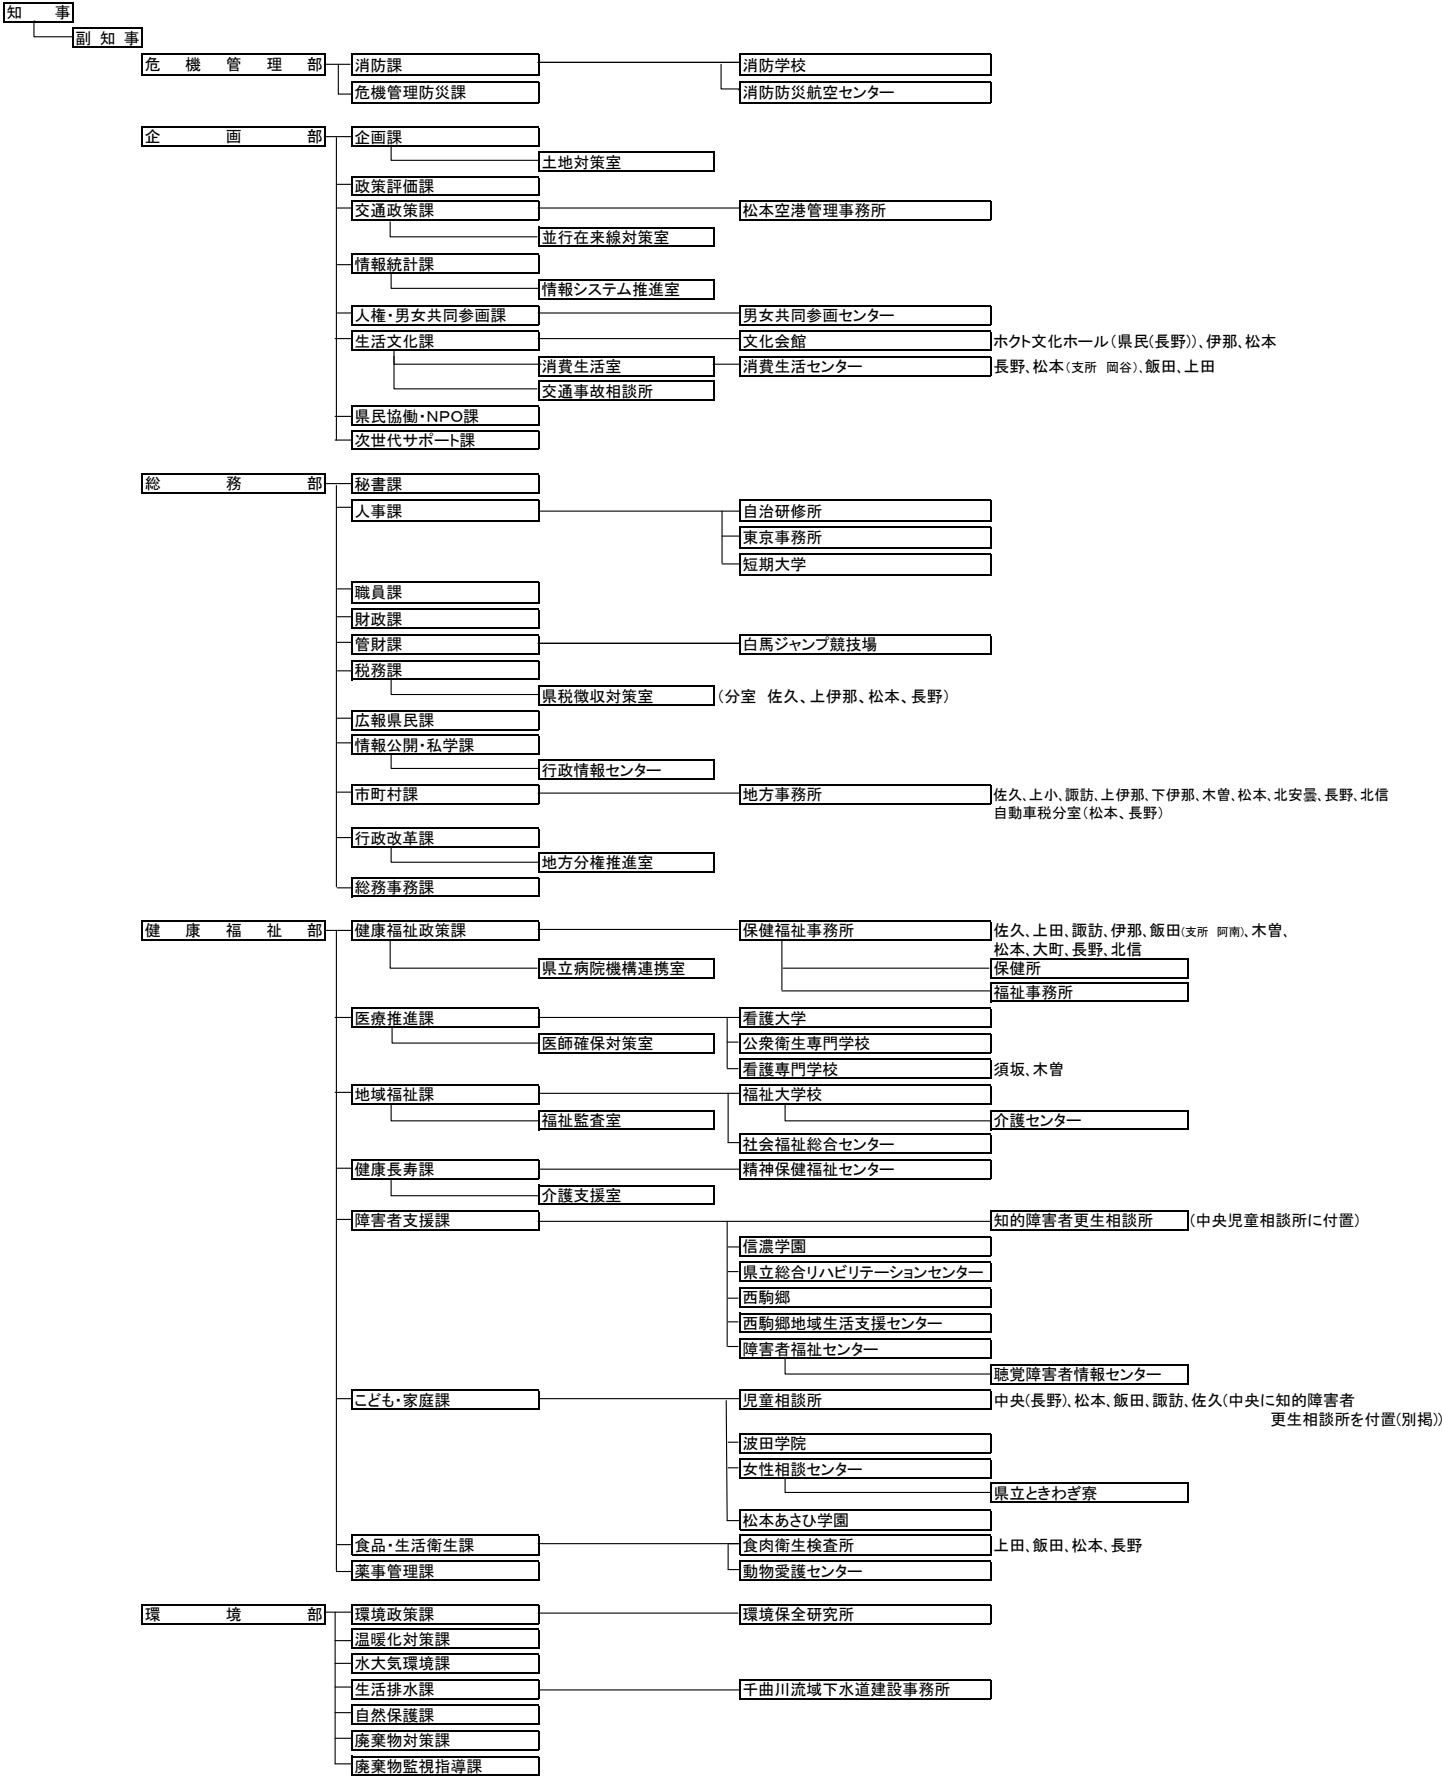 知　事
副 知 事
危 機 管 理 部　消防課　消防学校
危機管理防災課　消防防災航空センター
企 画 部　企画課
土地対策室
政策評価課
交通政策課　松本空港管理事務所
並行在来線対策室
情報統計課
情報システム推進室
人権・男女共同参画課　男女共同参画センター
生活文化課　文化会館　ホクト文化ホール（県民(長野))、伊那、松本
消費生活室　消費生活センター　長野、松本（支所　岡谷）、飯田、上田
交通事故相談所
県民協働・NPO課
次世代サポート課
総 務 部　秘書課
人事課　自治研修所
東京事務所
短期大学
職員課
財政課
管財課　白馬ジャンプ競技場
税務課
県税徴収対策室　（分室　佐久、上伊那、松本、長野）
広報県民課
情報公開・私学課
行政情報センター
市町村課　地方事務所　佐久、上小、諏訪、上伊那、下伊那、木曽、松本、北安曇、長野、北信
自動車税分室（松本、長野）
行政改革課
地方分権推進室
総務事務課
健 康 福 祉 部　健康福祉政策課　保健福祉事務所　佐久、上田、諏訪、伊那、飯田(支所　阿南)、木曽、
松本、大町、長野、北信
県立病院機構連携室　保健所
福祉事務所
医療推進課　看護大学
医師確保対策室　公衆衛生専門学校
看護専門学校　須坂、木曽
地域福祉課　福祉大学校
福祉監査室　介護センター
社会福祉総合センター
健康長寿課　精神保健福祉センター
介護支援室
障害者支援課　知的障害者更生相談所　（中央児童相談所に付置）
信濃学園
県立総合リハビリテーションセンター
西駒郷
西駒郷地域生活支援センター
障害者福祉センター
聴覚障害者情報センター
こども・家庭課　児童相談所　中央(長野)、松本、飯田、諏訪、佐久(中央に知的障害者
更生相談所を付置(別掲))
波田学院
女性相談センター
県立ときわぎ寮
松本あさひ学園
食品・生活衛生課　食肉衛生検査所　上田、飯田、松本、長野
薬事管理課　動物愛護センター
環 境 部　環境政策課　環境保全研究所
温暖化対策課
水大気環境課
生活排水課　千曲川流域下水道建設事務所
自然保護課
廃棄物対策課
廃棄物監視指導課